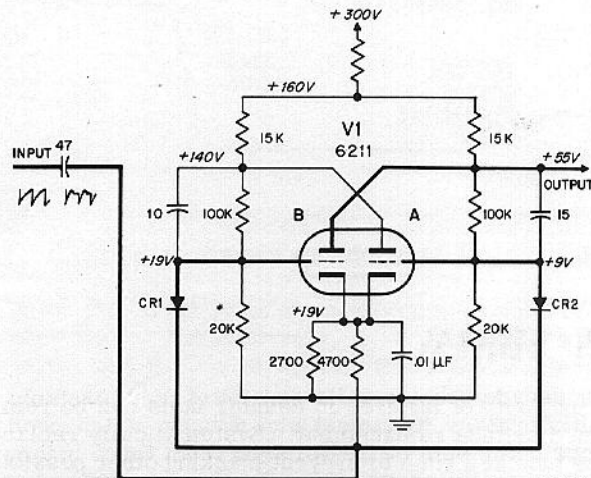 +300V
+160V
15K
V1
6211
15K
INPUT 47
+140V
+55V
OUTPUT
10
100K
B
A
100K
15
+19V
+9V
CR1
+19V
CR2
20K
2700
4700
.01 µF
20K